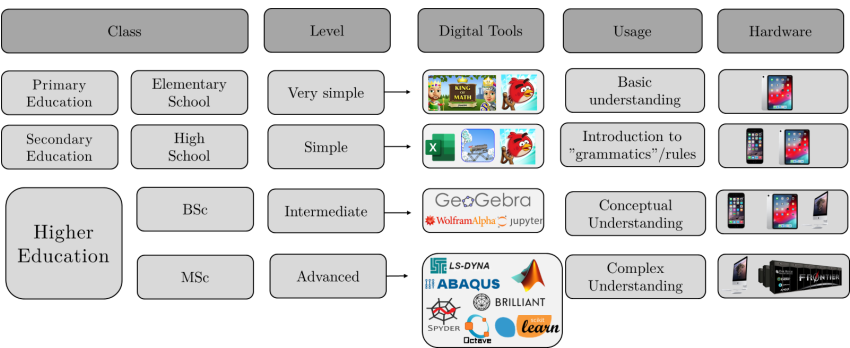 Class
Level
Digital Tools
Usage
Hardware
Primary
Education
Elementary
School
Very simple
KING
OF
MATH
Basic
understanding
Secondary
Education
High
School
Simple
X
Introduction to
"grammatics"/rules
Higher
Education
BSc
Intermediate
GeoGebra
WolframAlpha
jupyter
Conceptual
Understanding
MSc
Advanced
LS-DYNA
ABAQUS
BRILLIANT
SPYDER
Octave
learn
Complex
Understanding
FRONTIER